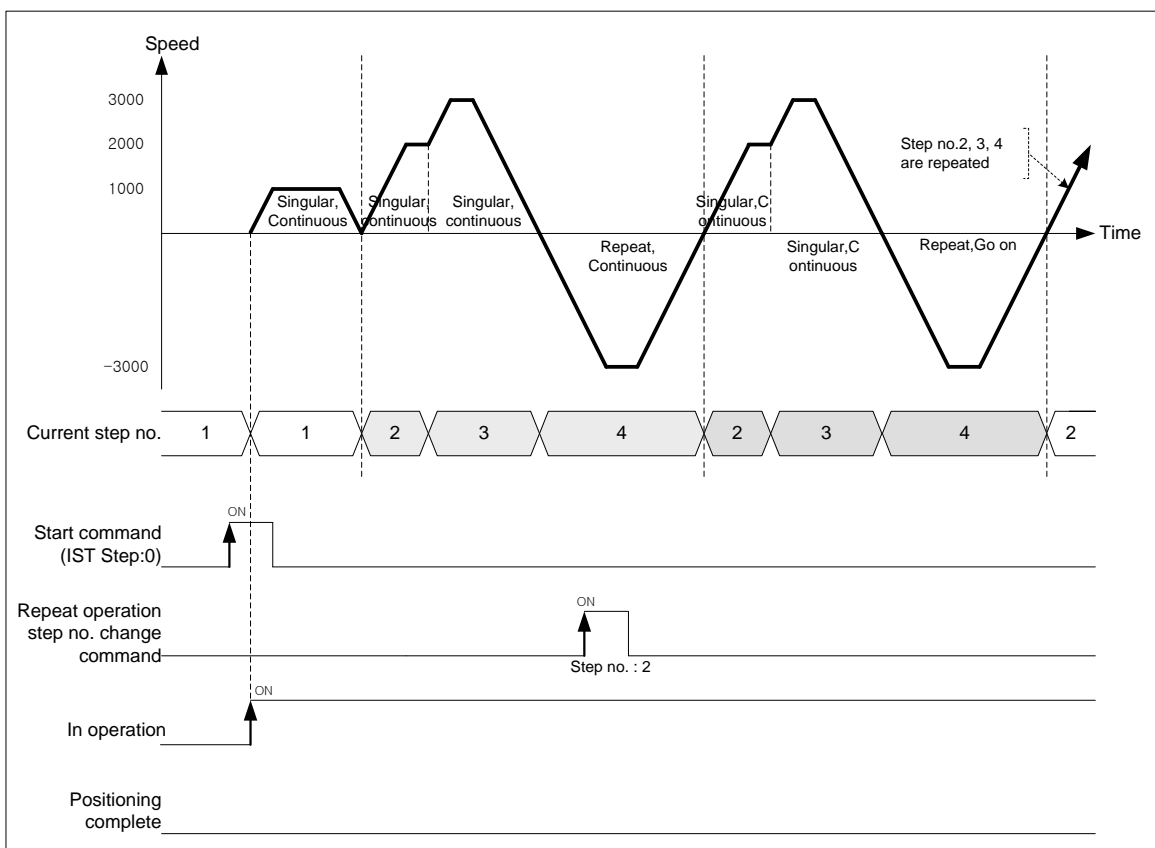 Speed
3000
2000
1000
-3000
Singular,
Continuous
Singular,
continuous
Singular,
continuous
Repeat,
Continuous
Singular,C
ontinuous
Singular,C
ontinuous
Repeat,Go on
Step no.2, 3, 4
are repeated
Time
Current step no.
1
1
2
3
4
2
3
4
2
Start command
(IST Step:0)
ON
Repeat operation
step no. change
command
ON
Step no. : 2
In operation
ON
Positioning
complete